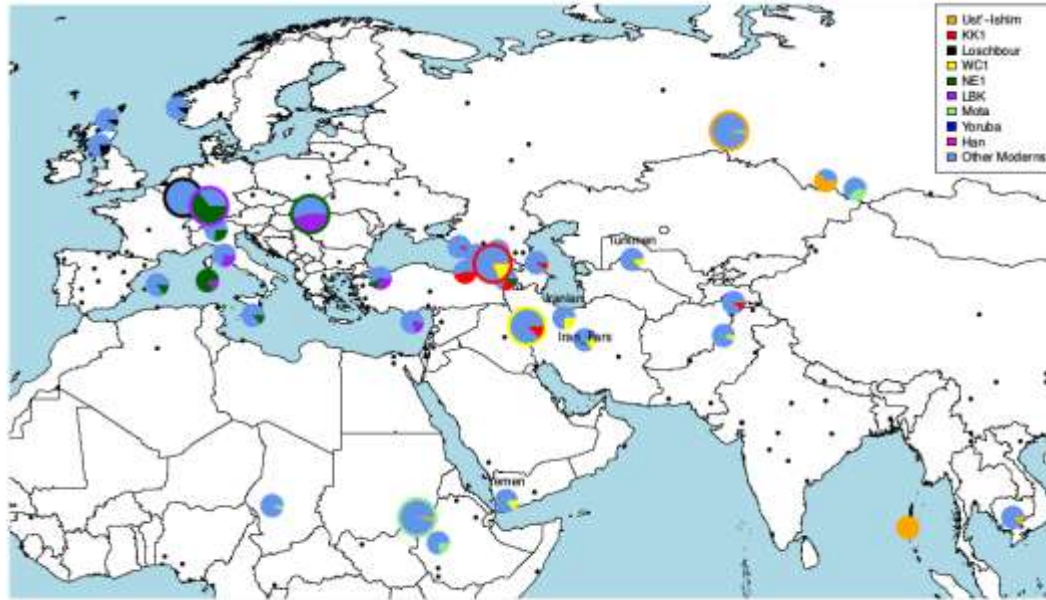 Ust'-Ishim
KK1
Loschbour
WC1
NE1
LBK
Mota
Yoruba
Han
Other Moderns
Turkmen
Iranian
Iran_Fars
Yemen